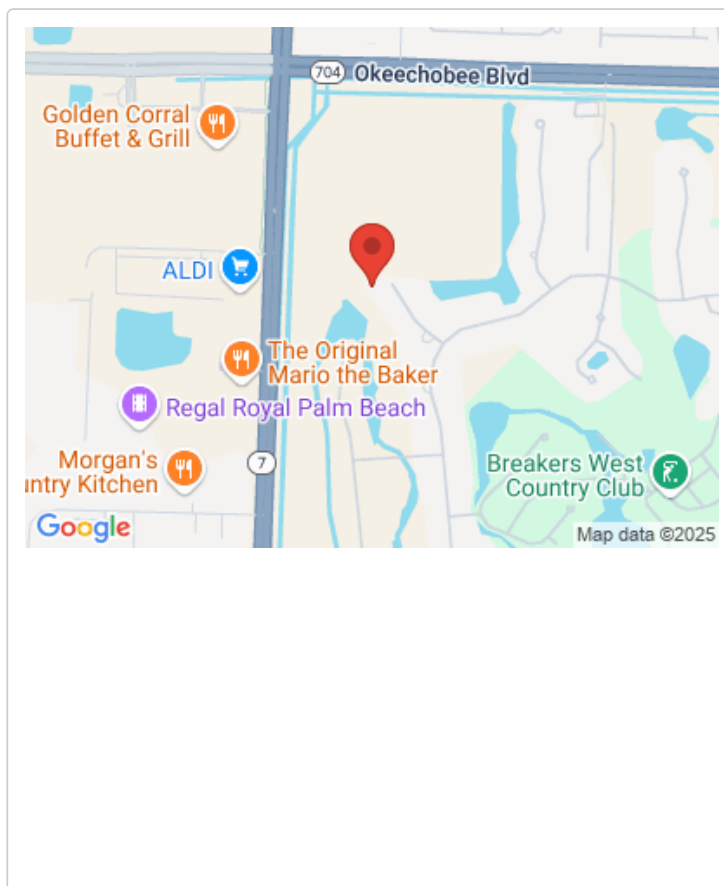 704 Okeechobee Blvd
Golden Corral
Buffet & Grill
ALDI
The Original
Mario the Baker
Regal Royal Palm Beach
Morgan's
untry Kitchen
7
Breakers West
Country Club
Google
Map data ©2025